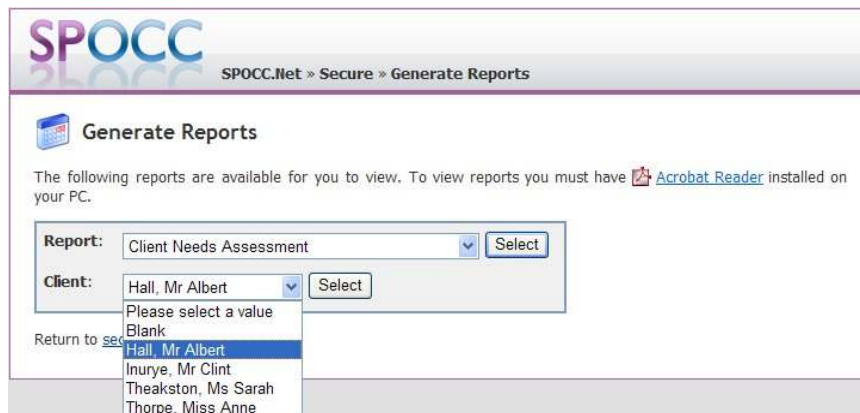 SPOCC
SPOCC.Net » Secure » Generate Reports
Generate Reports
The following reports are available for you to view. To view reports you must have Acrobat Reader installed on
your PC.
Report: Client Needs Assessment Select
Client: Hall, Mr Albert Select
Please select a value
Blank
Return to sec
Hall, Mr Albert
Inurye, Mr Clint
Theakston, Ms Sarah
Thorpe, Miss Anne